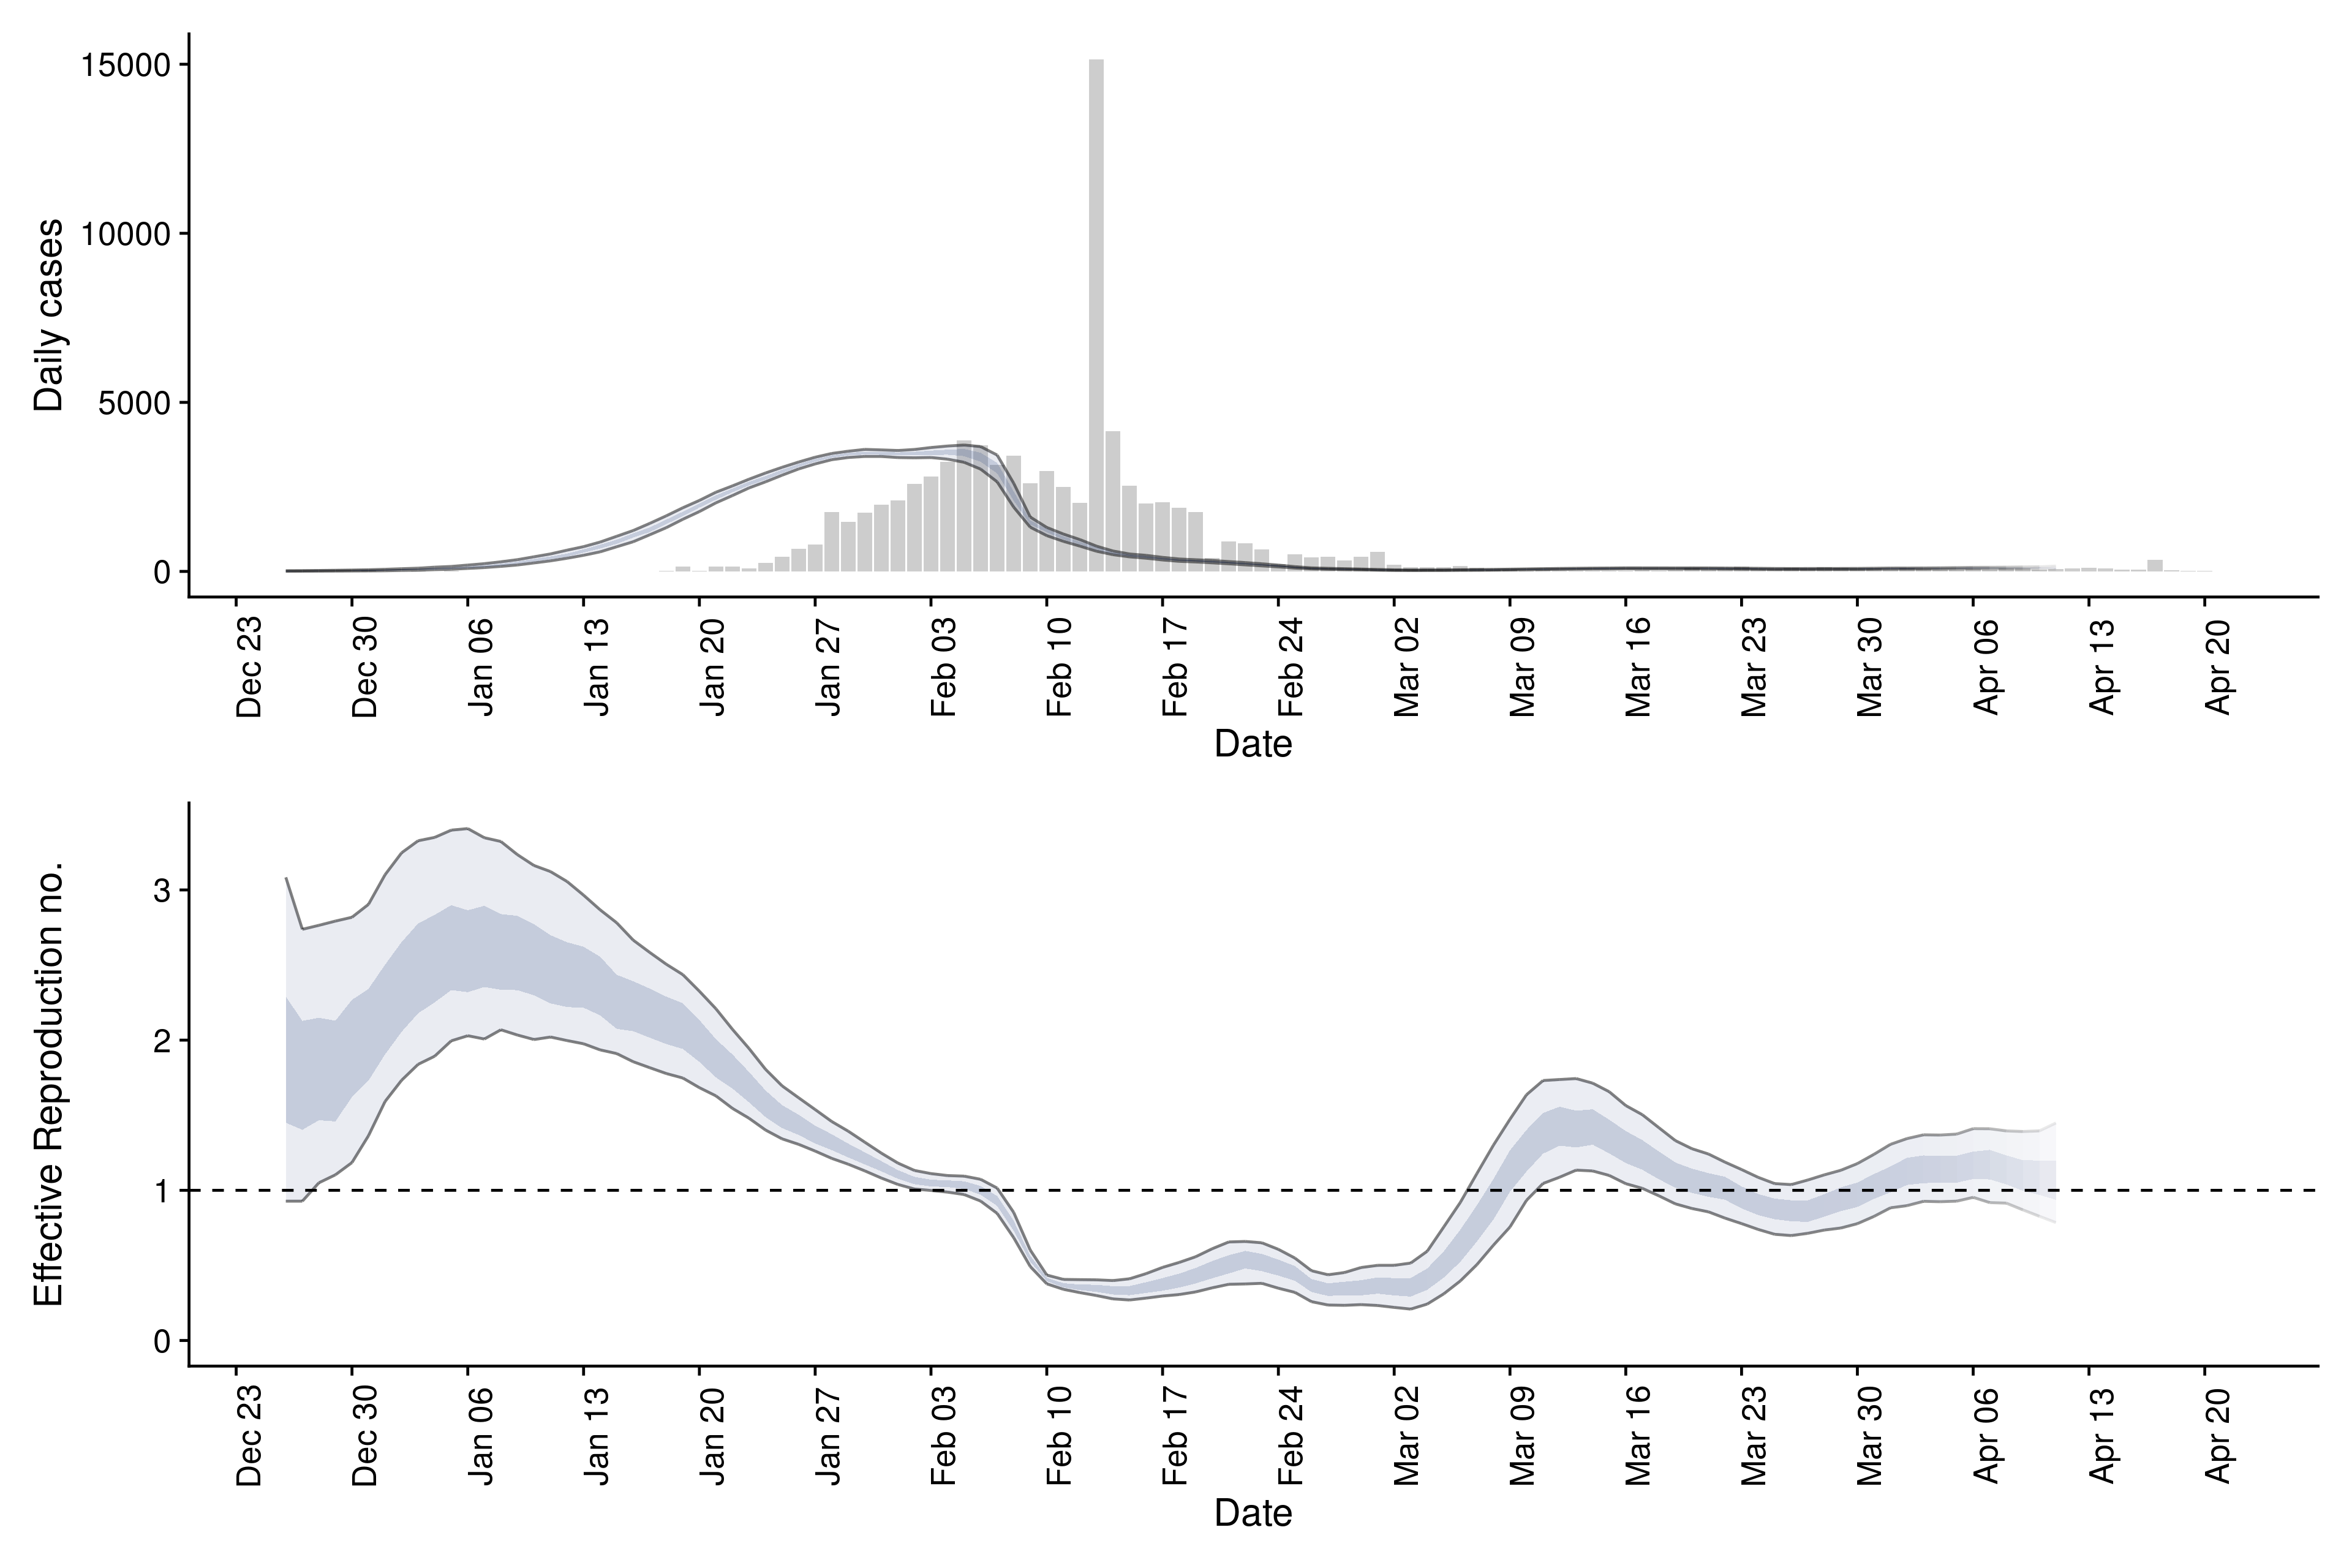 Daily cases
15000
10000
5000
0
Dec 23
Dec 30
Jan 06
Jan 13
Jan 20
Jan 27
Feb 03
Feb 10
Feb 17
Feb 24
Mar 02
Mar 09
Mar 16
Mar 23
Mar 30
Apr 06
Apr 13
Apr 20
Date
Effective Reproduction no.
3
2
1
0
Dec 23
Dec 30
Jan 06
Jan 13
Jan 20
Jan 27
Feb 03
Feb 10
Feb 17
Feb 24
Mar 02
Mar 09
Mar 16
Mar 23
Mar 30
Apr 06
Apr 13
Apr 20
Date